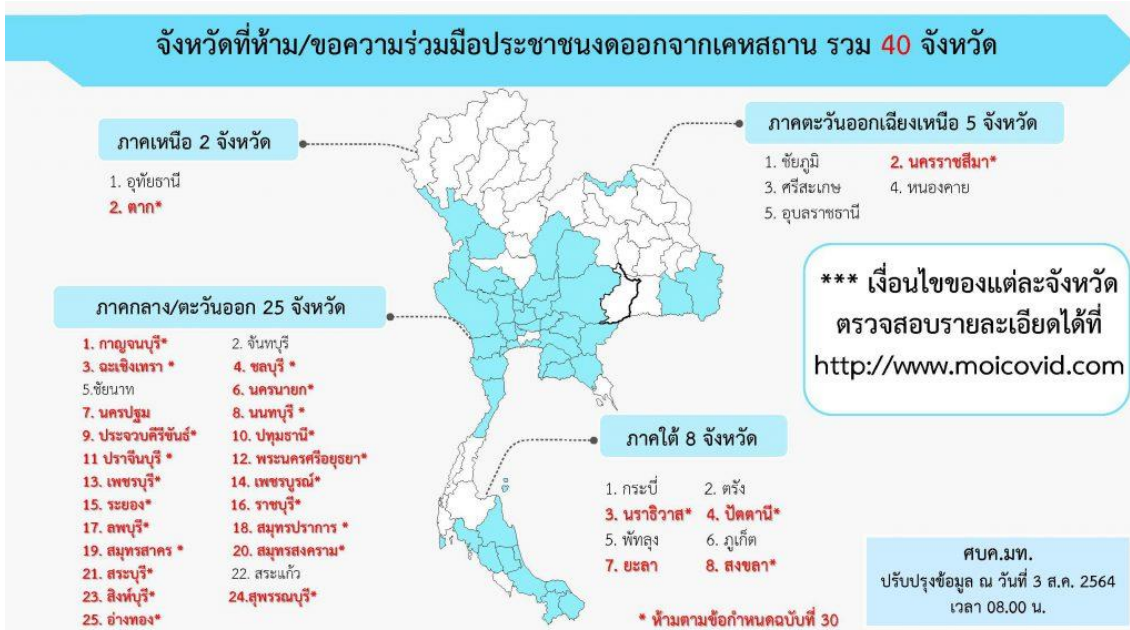 จังหวัดที่ห้าม/ขอความร่วมมือประชาชนงดออกจากเคหสถาน รวม 40 จังหวัด
ภาคเหนือ 2 จังหวัด
1. อุทัยธานี
2. ตาก*
ภาคตะวันออกเฉียงเหนือ 5 จังหวัด
1. ชัยภูมิ 2. นครราชสีมา*
3. ศรีสะเกษ 4. หนองคาย
5. อุบลราชธานี
*** เงื่อนไขของแต่ละจังหวัด
ตรวจสอบรายละเอียดได้ที่
http://www.moicovid.com
ภาคกลาง/ตะวันออก 25 จังหวัด
1. กาญจนบุรี* 2. จันทบุรี
3. ฉะเชิงเทรา * 4. ชลบุรี *
5.ชัยนาท 6. นครนายก*
7. นครปฐม 8. นนทบุรี *
9. ประจวบคีรีขันธ์* 10. ปทุมธานี*
11 ปราจีนบุรี * 12. พระนครศรีอยุธยา*
13. เพชรบุรี* 14. เพชรบูรณ์*
15. ระยอง* 16. ราชบุรี*
17. ลพบุรี* 18. สมุทรปราการ *
19. สมุทรสาคร * 20. สมุทรสงคราม*
21. สระบุรี* 22. สระแก้ว
23. สิงห์บุรี* 24.สุพรรณบุรี*
25. อ่างทอง*
ภาคใต้ 8 จังหวัด
1. กระบี่ 2. ตรัง
3. นราธิวาส* 4. ปัตตานี*
5. พัทลุง 6. ภูเก็ต
7. ยะลา 8. สงขลา*
* ห้ามตามข้อกำหนดฉบับที่ 30
ศบค.มท.
ปรับปรุงข้อมูล ณ วันที่ 3 ส.ค. 2564
เวลา 08.00 น.